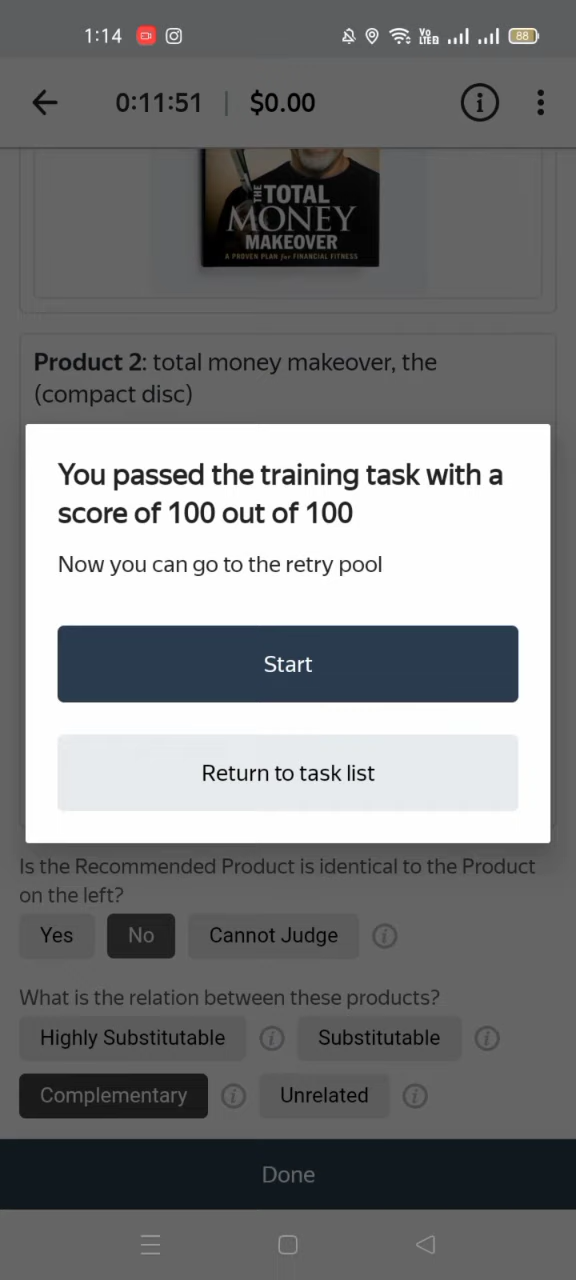 1:14 Vo LTE2 88
0:11:51 | $0.00
THE TOTAL
MONEY
MAKEOVER
A PROVEN PLAN for FINANCIAL FITNESS
Product 2: total money makeover, the
(compact disc)
You passed the training task with a
score of 100 out of 100
Now you can go to the retry pool
Start
Return to task list
Is the Recommended Product is identical to the Product
on the left?
Yes No Cannot Judge
What is the relation between these products?
Highly Substitutable Substitutable
Complementary Unrelated
Done